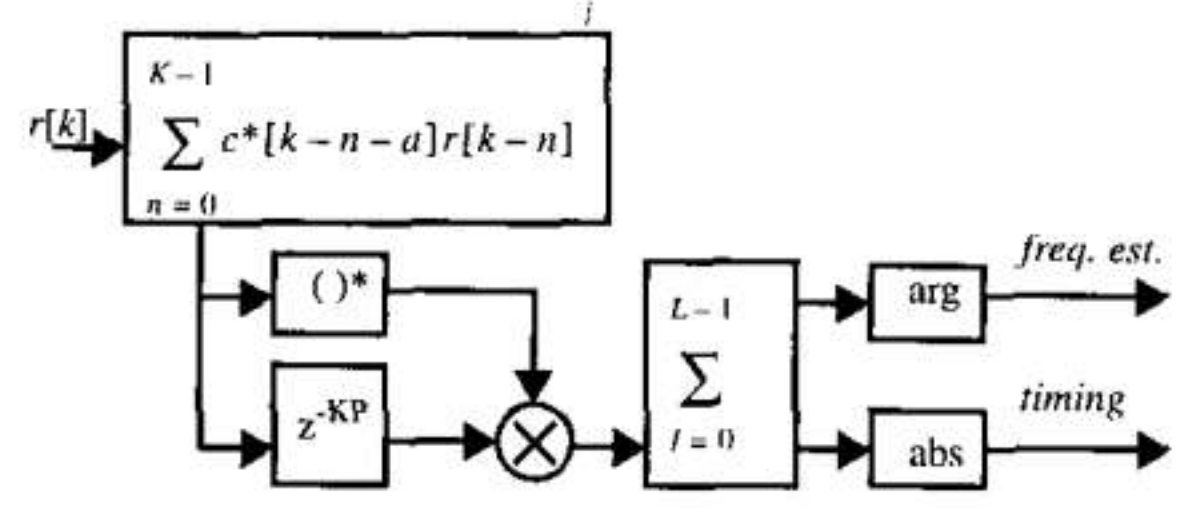 K – 1
r[k]
∑ c*[k – n – a]r[k – n]
n = 0
( )*
z-KP
L – 1
∑
l = 0
freq. est.
arg
timing
abs